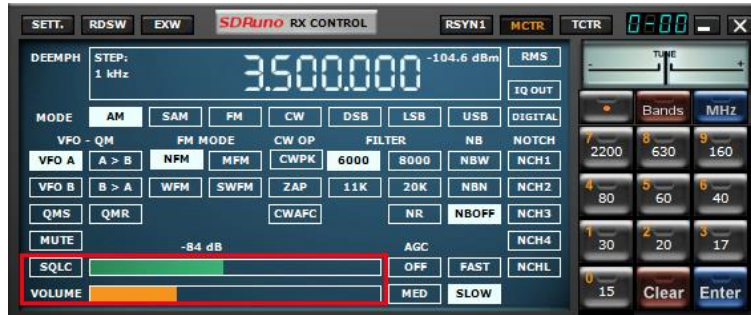 SETT. RDSW EXW SDRuno RX CONTROL RSYN1 MCTR TCTR 0-00 X
DEEMPH STEP: 3.500.000 -104.6 dBm RMS - TUNE +
1 kHz IQ OUT
MODE AM SAM FM CW DSB LSB USB DIGITAL Bands MHz
VFO - QM FM MODE CW OP FILTER NB NOTCH
VFO A A > B NFM MFM CWPK 6000 8000 NBW NCH1 7 2200 8 630 9 160
VFO B B > A WFM SWFM ZAP 11K 20K NBN NCH2 4 80 5 60 6 40
QMS QMR CWAFC NR NBOFF NCH3
MUTE -84 dB AGC NCH4 1 30 2 20 3 17
SQLC OFF FAST NCHL
VOLUME MED SLOW 0 15 Clear Enter